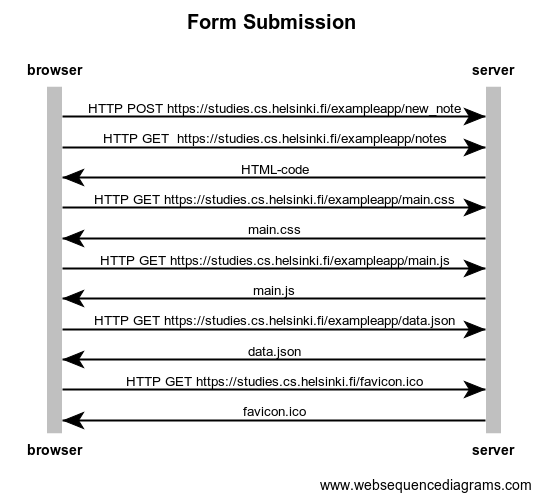 Form Submission
browser server
HTTP POST https://studies.cs.helsinki.fi/exampleapp/new_note
HTTP GET  https://studies.cs.helsinki.fi/exampleapp/notes
HTML-code
HTTP GET https://studies.cs.helsinki.fi/exampleapp/main.css
main.css
HTTP GET https://studies.cs.helsinki.fi/exampleapp/main.js
main.js
HTTP GET https://studies.cs.helsinki.fi/exampleapp/data.json
data.json
HTTP GET https://studies.cs.helsinki.fi/favicon.ico
favicon.ico
browser server
www.websequencediagrams.com